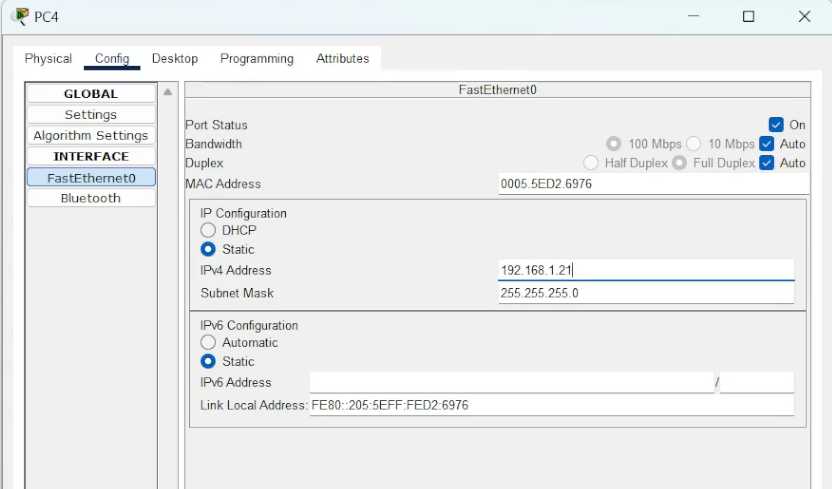 PC4
Physical Config Desktop Programming Attributes
GLOBAL
Settings
Algorithm Settings
INTERFACE
FastEthernet0
Bluetooth
FastEthernet0
Port Status On
Bandwidth 100 Mbps 10 Mbps Auto
Duplex Half Duplex Full Duplex Auto
MAC Address 0005.5ED2.6976
IP Configuration
DHCP
Static
IPv4 Address 192.168.1.21
Subnet Mask 255.255.255.0
IPv6 Configuration
Automatic
Static
IPv6 Address /
Link Local Address: FE80::205:5EFF:FED2:6976